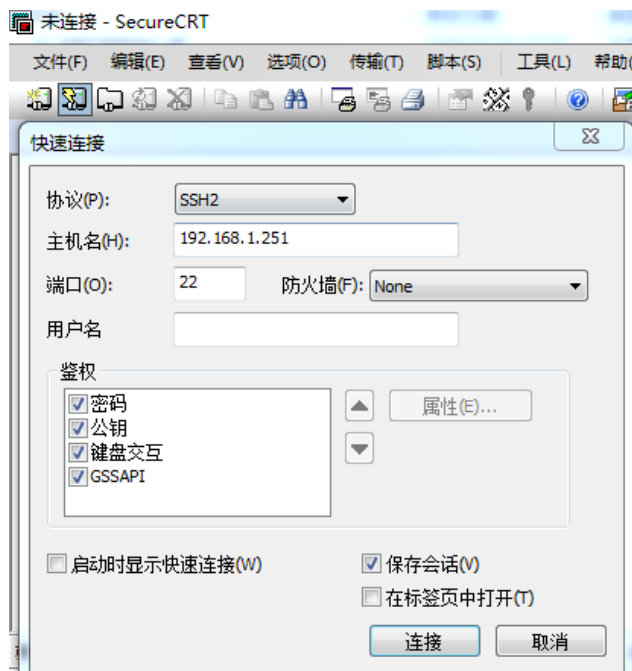 未连接 - SecureCRT
文件(F) 编辑(E) 查看(V) 选项(O) 传输(T) 脚本(S) 工具(L) 帮助(
快速连接
协议(P): SSH2
主机名(H): 192.168.1.251
端口(O): 22 防火墙(F): None
用户名
鉴权
密码
公钥
属性(E)...
键盘交互
GSSAPI
启动时显示快速连接(W) 保存会话(V)
在标签页中打开(T)
连接 取消